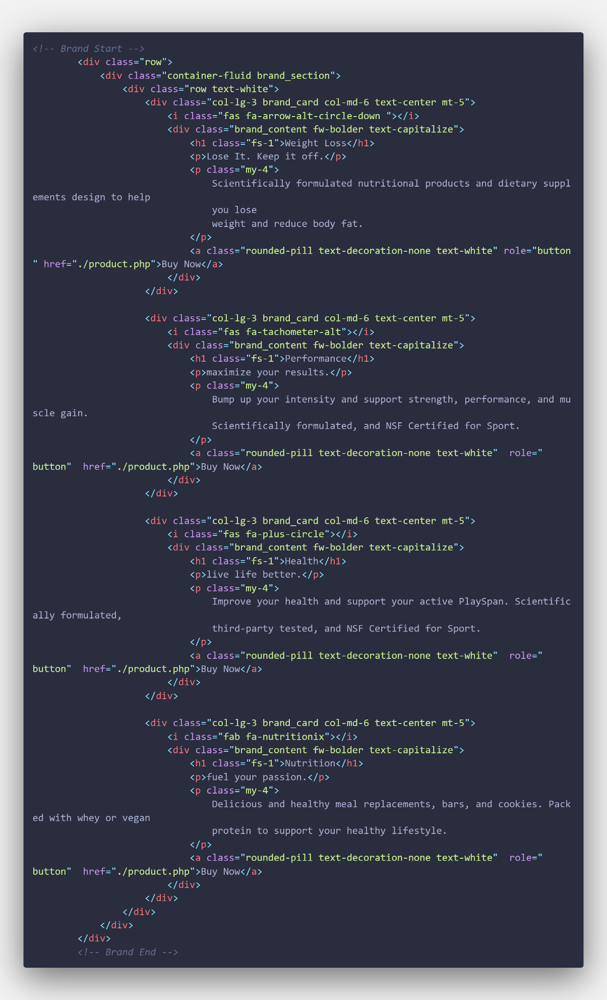 <!-- Brand Start -->
        <div class="row">
            <div class="container-fluid brand_section">
                <div class="row text-white">
                    <div class="col-lg-3 brand_card col-md-6 text-center mt-5">
                        <i class="fas fa-arrow-alt-circle-down "></i>
                        <div class="brand_content fw-bolder text-capitalize">
                            <h1 class="fs-1">Weight Loss</h1>
                            <p>Lose It. Keep it off.</p>
                            <p class="my-4">
                                Scientifically formulated nutritional products and dietary suppl
ements design to help
                                you lose
                                weight and reduce body fat.
                            </p>
                            <a class="rounded-pill text-decoration-none text-white" role="button
" href="./product.php">Buy Now</a>
                        </div>
                    </div>

                    <div class="col-lg-3 brand_card col-md-6 text-center mt-5">
                        <i class="fas fa-tachometer-alt"></i>
                        <div class="brand_content fw-bolder text-capitalize">
                            <h1 class="fs-1">Performance</h1>
                            <p>maximize your results.</p>
                            <p class="my-4">
                                Bump up your intensity and support strength, performance, and mu
scle gain.
                                Scientifically formulated, and NSF Certified for Sport.
                            </p>
                            <a class="rounded-pill text-decoration-none text-white"  role="
button"  href="./product.php">Buy Now</a>
                        </div>
                    </div>

                    <div class="col-lg-3 brand_card col-md-6 text-center mt-5">
                        <i class="fas fa-plus-circle"></i>
                        <div class="brand_content fw-bolder text-capitalize">
                            <h1 class="fs-1">Health</h1>
                            <p>live life better.</p>
                            <p class="my-4">
                                Improve your health and support your active PlaySpan. Scientific
ally formulated,
                                third-party tested, and NSF Certified for Sport.
                            </p>
                            <a class="rounded-pill text-decoration-none text-white"  role="
button"  href="./product.php">Buy Now</a>
                        </div>
                    </div>

                    <div class="col-lg-3 brand_card col-md-6 text-center mt-5">
                        <i class="fab fa-nutritionix"></i>
                        <div class="brand_content fw-bolder text-capitalize">
                            <h1 class="fs-1">Nutrition</h1>
                            <p>fuel your passion.</p>
                            <p class="my-4">
                                Delicious and healthy meal replacements, bars, and cookies. Pack
ed with whey or vegan
                                protein to support your healthy lifestyle.
                            </p>
                            <a class="rounded-pill text-decoration-none text-white"  role="
button"  href="./product.php">Buy Now</a>
                        </div>
                    </div>
                </div>
            </div>
        </div>
        <!-- Brand End -->